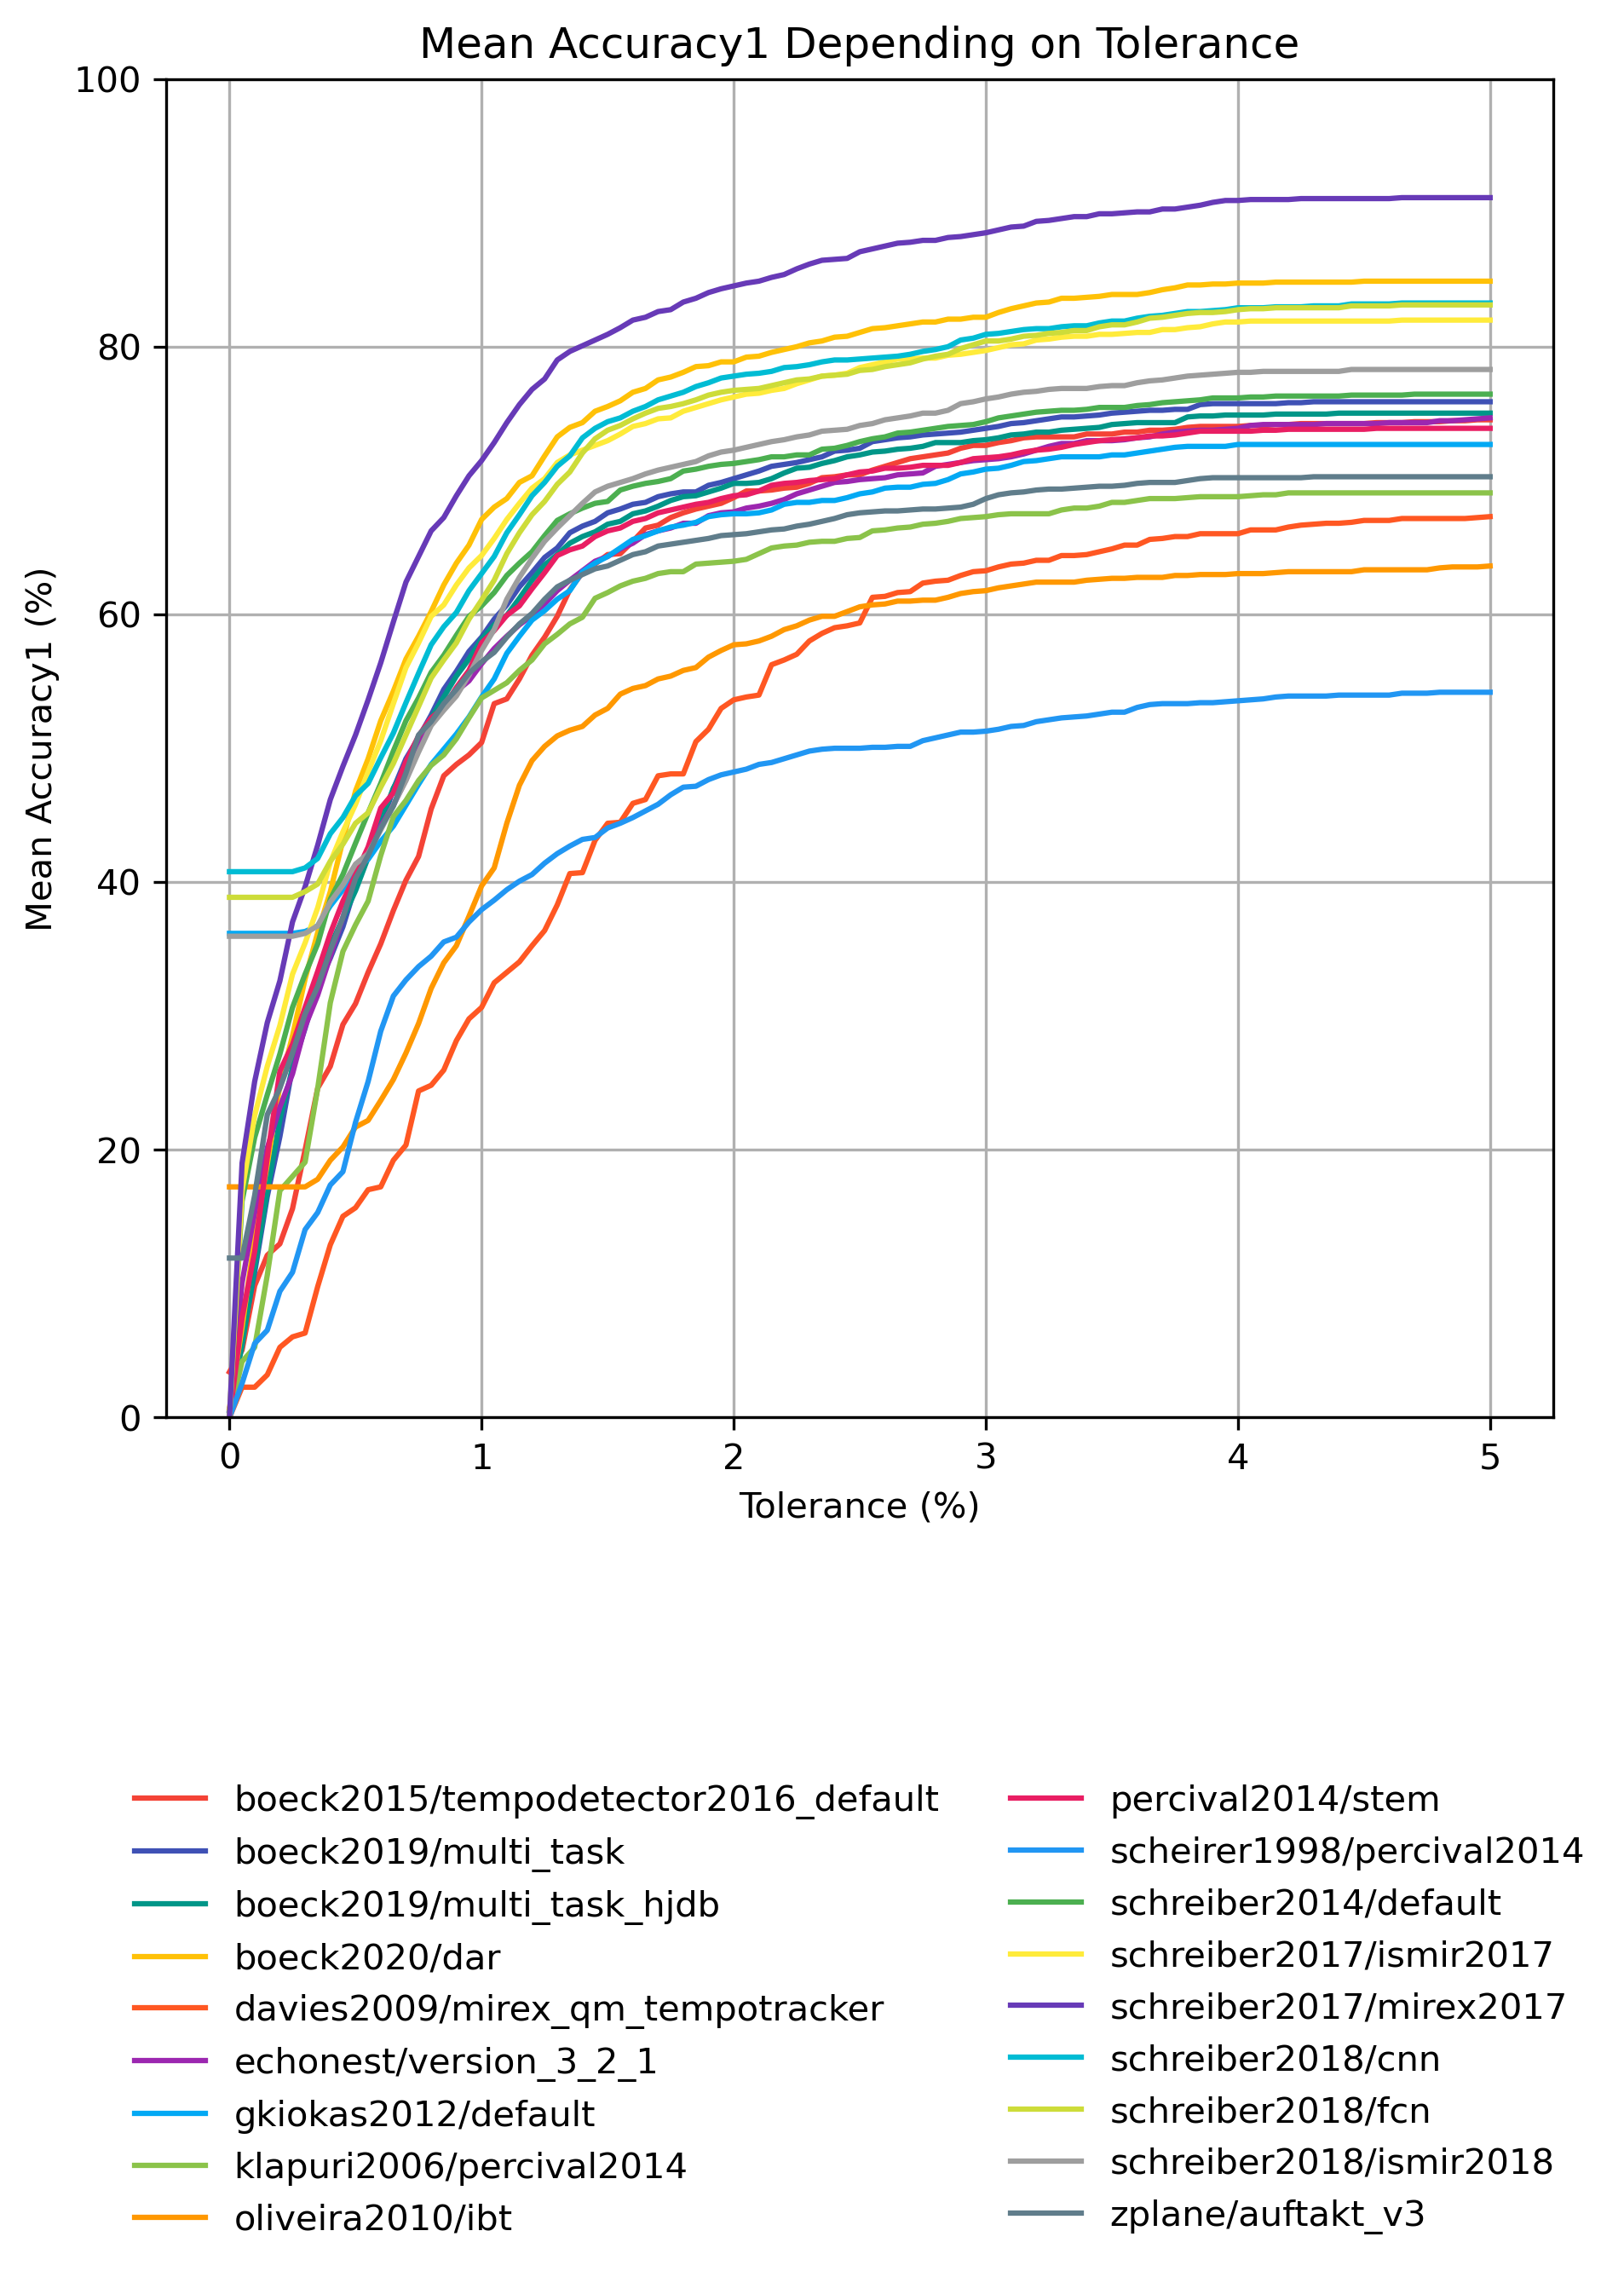 Mean Accuracy1 Depending on Tolerance
100
80
60
40
20
0
Mean Accuracy1 (%)
0 1 2 3 4 5
Tolerance (%)
boeck2015/tempodetector2016_default
boeck2019/multi_task
boeck2019/multi_task_hjdb
boeck2020/dar
davies2009/mirex_qm_tempotracker
echonest/version_3_2_1
gkiokas2012/default
klapuri2006/percival2014
oliveira2010/ibt
percival2014/stem
scheirer1998/percival2014
schreiber2014/default
schreiber2017/ismir2017
schreiber2017/mirex2017
schreiber2018/cnn
schreiber2018/fcn
schreiber2018/ismir2018
zplane/auftakt_v3